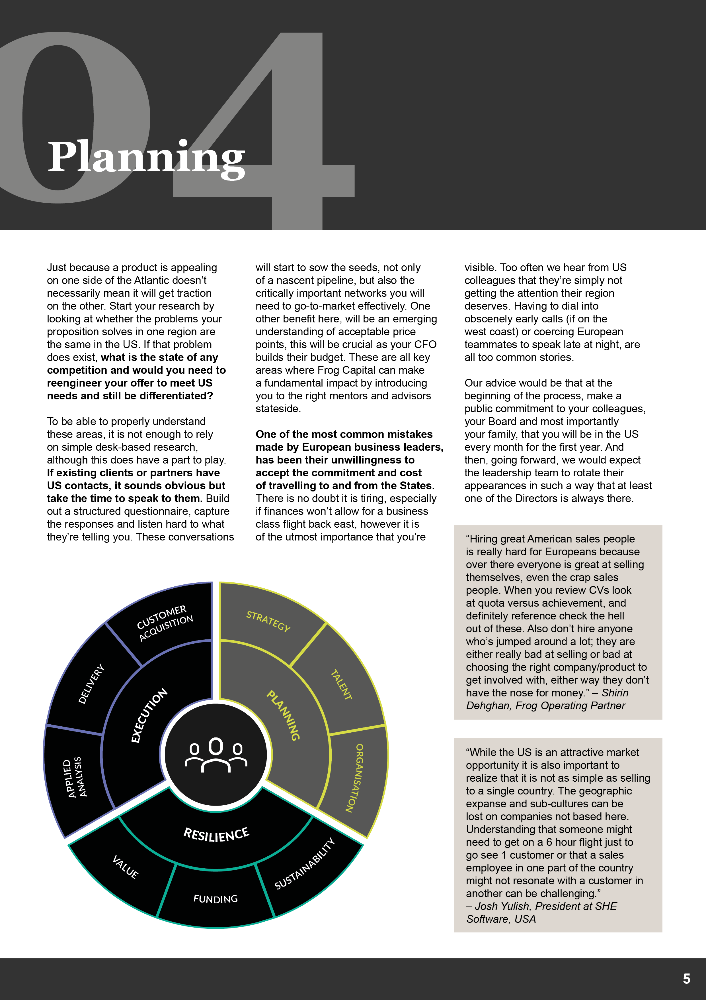 04
Planning
Just because a product is appealing
on one side of the Atlantic doesn’t
necessarily mean it will get traction
on the other. Start your research by
looking at whether the problems your
proposition solves in one region are
the same in the US. If that problem
does exist, what is the state of any
competition and would you need to
reengineer your offer to meet US
needs and still be differentiated?
To be able to properly understand
these areas, it is not enough to rely
on simple desk-based research,
although this does have a part to play.
If existing clients or partners have
US contacts, it sounds obvious but
take the time to speak to them. Build
out a structured questionnaire, capture
the responses and listen hard to what
they’re telling you. These conversations
will start to sow the seeds, not only
of a nascent pipeline, but also the
critically important networks you will
need to go-to-market effectively. One
other benefit here, will be an emerging
understanding of acceptable price
points, this will be crucial as your CFO
builds their budget. These are all key
areas where Frog Capital can make
a fundamental impact by introducing
you to the right mentors and advisors
stateside.
One of the most common mistakes
made by European business leaders,
has been their unwillingness to
accept the commitment and cost
of travelling to and from the States.
There is no doubt it is tiring, especially
if finances won’t allow for a business
class flight back east, however it is
of the utmost importance that you’re
visible. Too often we hear from US
colleagues that they’re simply not
getting the attention their region
deserves. Having to dial into
obscenely early calls (if on the
west coast) or coercing European
teammates to speak late at night, are
all too common stories.
Our advice would be that at the
beginning of the process, make a
public commitment to your colleagues,
your Board and most importantly
your family, that you will be in the US
every month for the first year. And
then, going forward, we would expect
the leadership team to rotate their
appearances in such a way that at least
one of the Directors is always there.
“Hiring great American sales people
is really hard for Europeans because
over there everyone is great at selling
themselves, even the crap sales
people. When you review CVs look
at quota versus achievement, and
definitely reference check the hell
out of these. Also don’t hire anyone
who’s jumped around a lot; they are
either really bad at selling or bad at
choosing the right company/product to
get involved with, either way they don’t
have the nose for money.” – Shirin
Dehghan, Frog Operating Partner
“While the US is an attractive market
opportunity it is also important to
realize that it is not as simple as selling
to a single country. The geographic
expanse and sub-cultures can be
lost on companies not based here.
Understanding that someone might
need to get on a 6 hour flight just to
go see 1 customer or that a sales
employee in one part of the country
might not resonate with a customer in
another can be challenging.”
– Josh Yulish, President at SHE
Software, USA
CUSTOMER
ACQUISITION
STRATEGY
DELIVERY
TALENT
EXECUTION
PLANNING
APPLIED
ANALYSIS
ORGANISATION
RESILIENCE
VALUE
FUNDING
SUSTAINABILITY
5